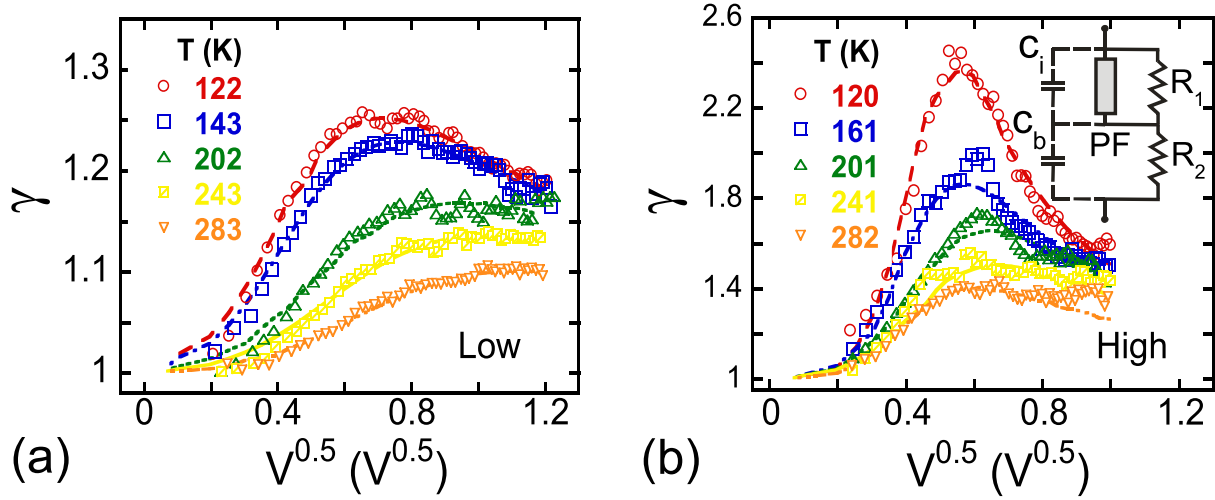 T (K)
122
143
202
243
283
1.3
1.2
1.1
1
γ
Low
0
0.4
0.8
1.2
V^0.5 (V^0.5)
(a)
T (K)
120
161
201
241
282
2.6
2.2
1.8
1.4
1
γ
C_i
C_b
PF
R_1
R_2
High
0
0.4
0.8
1.2
V^0.5 (V^0.5)
(b)